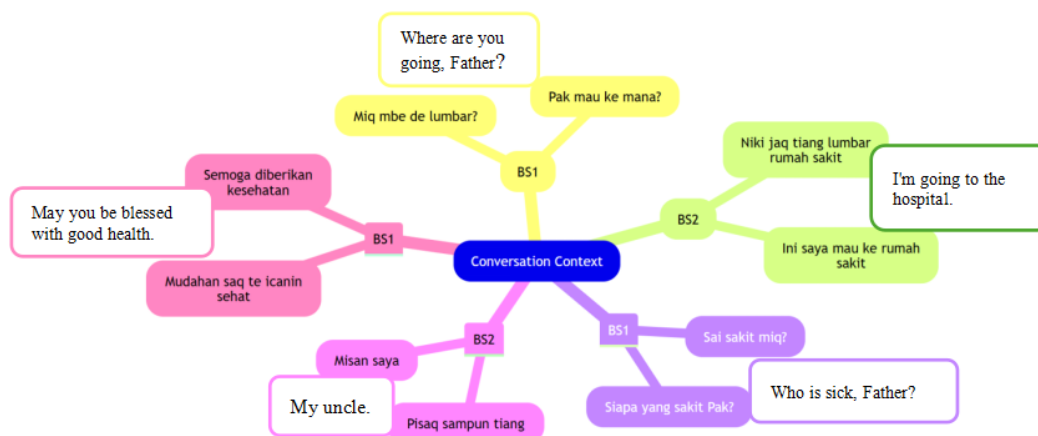 Where are you
going, Father?
Pak mau ke mana?
Miq mbe de lumbar?
BS1
Niki jaq tiang lumbar
rumah sakit
I'm going to the
hospital.
BS2
Ini saya mau ke rumah
sakit
Semoga diberikan
kesehatan
May you be blessed
with good health.
BS1
Mudahan saq te icanin
sehat
Conversation Context
BS1
Sai sakit miq?
Siapa yang sakit Pak?
Who is sick, Father?
BS2
Misan saya
My uncle.
Pisaq sampun tiang